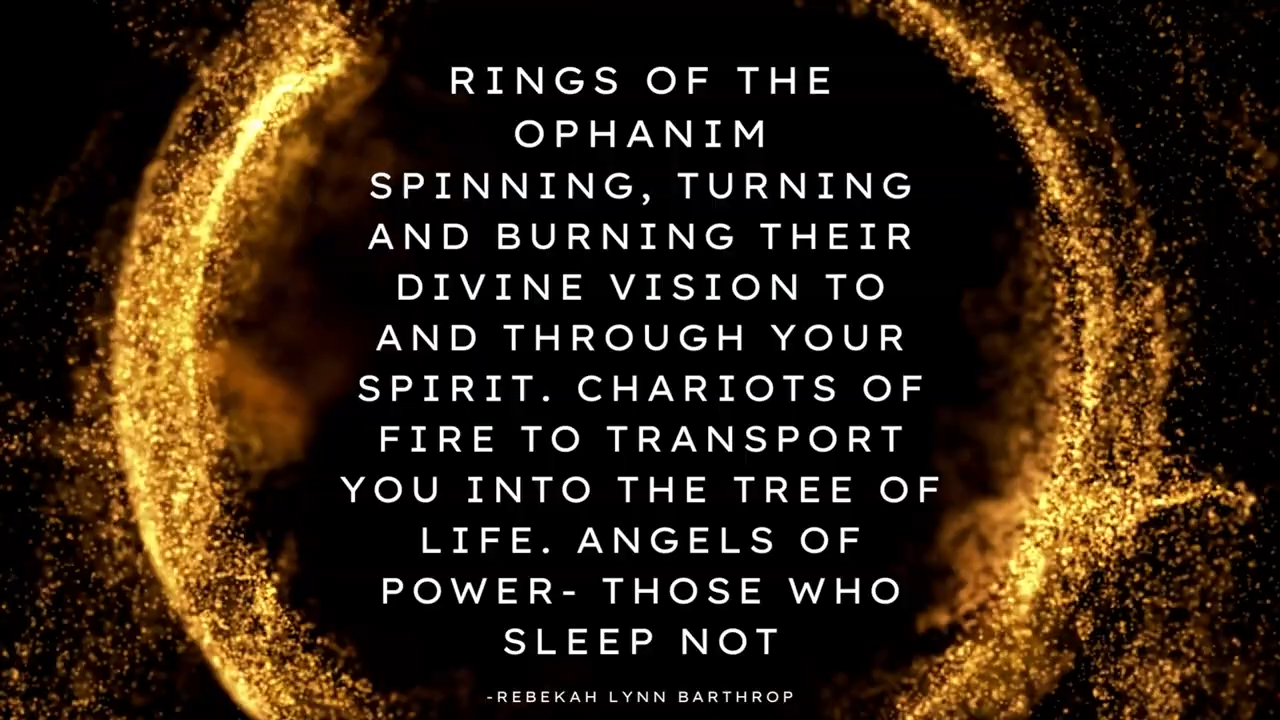 RINGS OF THE
OPHANIM
SPINNING, TURNING
AND BURNING THEIR
DIVINE VISION TO
AND THROUGH YOUR
SPIRIT. CHARIOTS OF
FIRE TO TRANSPORT
YOU INTO THE TREE OF
LIFE. ANGELS OF
POWER- THOSE WHO
SLEEP NOT
-REBEKAH LYNN BARTHROP